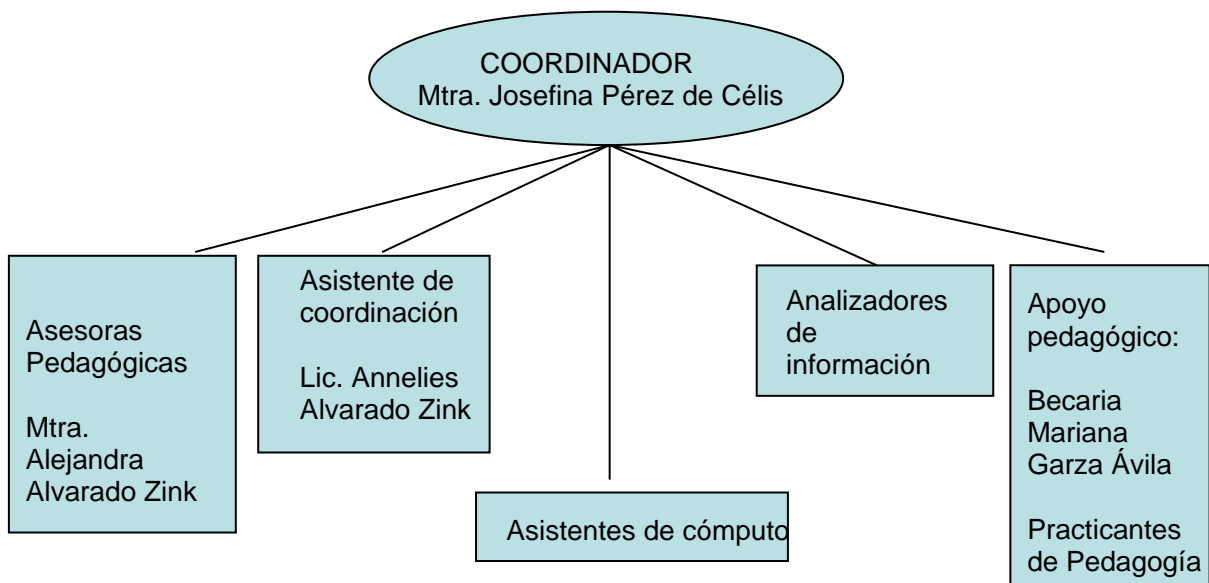 COORDINADOR
Mtra. Josefina Pérez de Célis
Asesoras
Pedagógicas
Mtra.
Alejandra
Alvarado Zink
Asistente de
coordinación
Lic. Annelies
Alvarado Zink
Asistentes de cómputo
Analizadores
de
información
Apoyo
pedagógico:
Becaria
Mariana
Garza Ávila
Practicantes
de Pedagogía